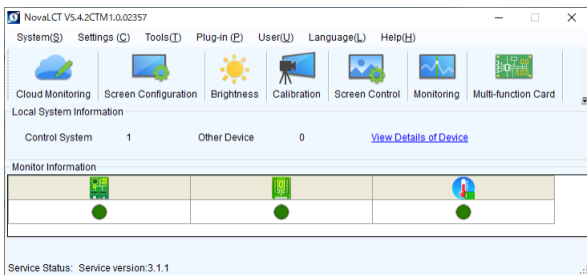 NovaLCT V5.4.2CTM1.0.02357
System(S) Settings (C) Tools(T) Plug-in (P) User(U) Language(L) Help(H)
Cloud Monitoring Screen Configuration Brightness Calibration Screen Control Monitoring Multi-function Card
Local System Information
Control System 1 Other Device 0 View Details of Device
Monitor Information
Service Status: Service version:3.1.1